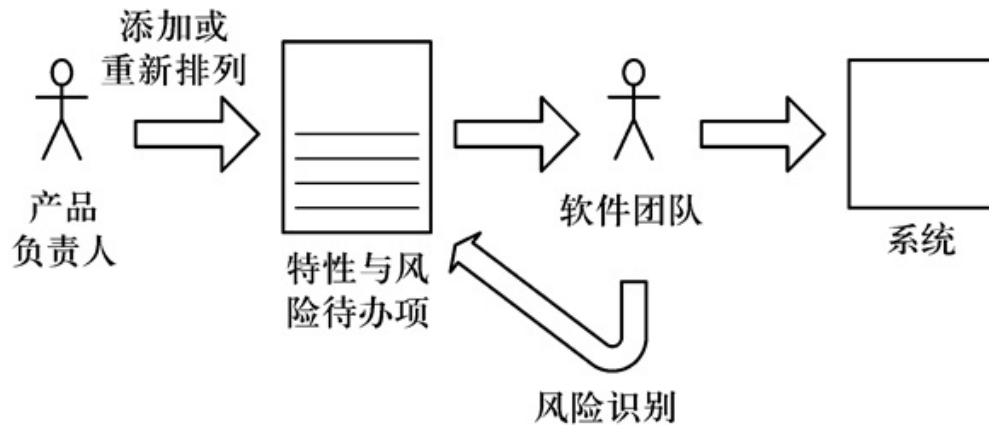 添加或
重新排列
产品
负责人
特性与风
险待办项
软件团队
系统
风险识别